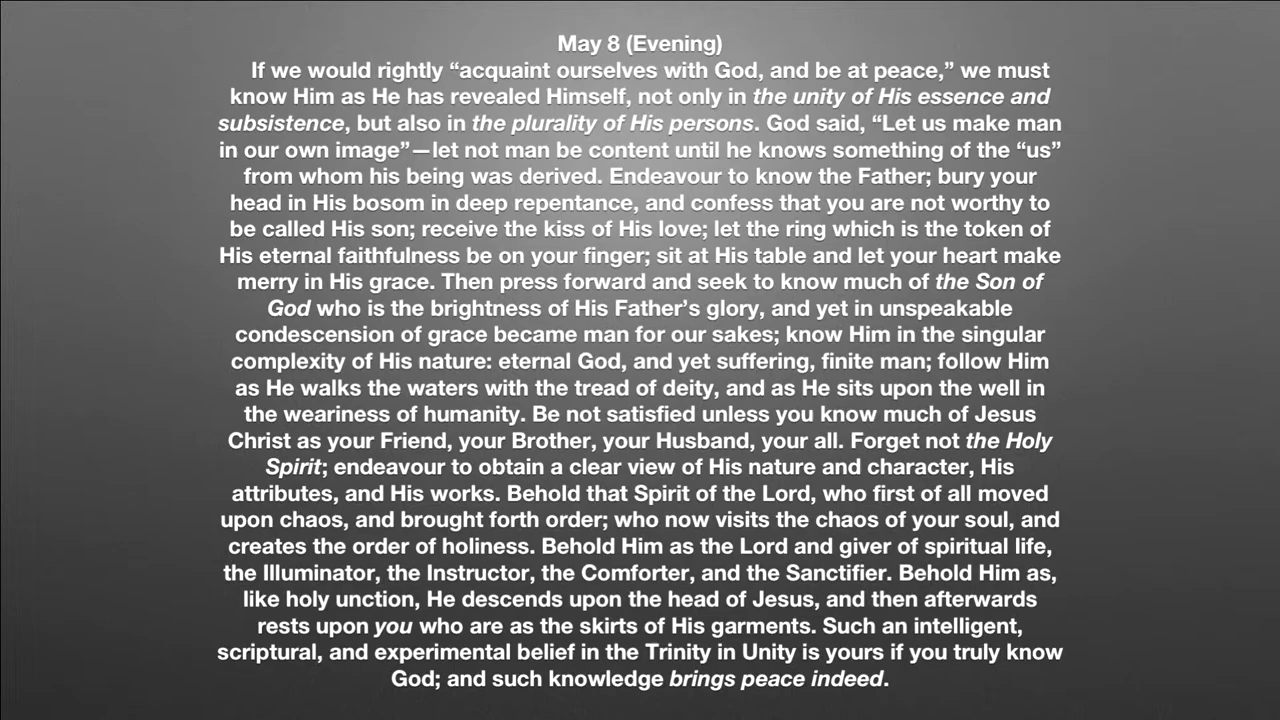 May 8 (Evening)
If we would rightly “acquaint ourselves with God, and be at peace,” we must
know Him as He has revealed Himself, not only in the unity of His essence and
subsistence, but also in the plurality of His persons. God said, “Let us make man
in our own image”—let not man be content until he knows something of the “us”
from whom his being was derived. Endeavour to know the Father; bury your
head in His bosom in deep repentance, and confess that you are not worthy to
be called His son; receive the kiss of His love; let the ring which is the token of
His eternal faithfulness be on your finger; sit at His table and let your heart make
merry in His grace. Then press forward and seek to know much of the Son of
God who is the brightness of His Father’s glory, and yet in unspeakable
condescension of grace became man for our sakes; know Him in the singular
complexity of His nature: eternal God, and yet suffering, finite man; follow Him
as He walks the waters with the tread of deity, and as He sits upon the well in
the weariness of humanity. Be not satisfied unless you know much of Jesus
Christ as your Friend, your Brother, your Husband, your all. Forget not the Holy
Spirit; endeavour to obtain a clear view of His nature and character, His
attributes, and His works. Behold that Spirit of the Lord, who first of all moved
upon chaos, and brought forth order; who now visits the chaos of your soul, and
creates the order of holiness. Behold Him as the Lord and giver of spiritual life,
the Illuminator, the Instructor, the Comforter, and the Sanctifier. Behold Him as,
like holy unction, He descends upon the head of Jesus, and then afterwards
rests upon you who are as the skirts of His garments. Such an intelligent,
scriptural, and experimental belief in the Trinity in Unity is yours if you truly know
God; and such knowledge brings peace indeed.